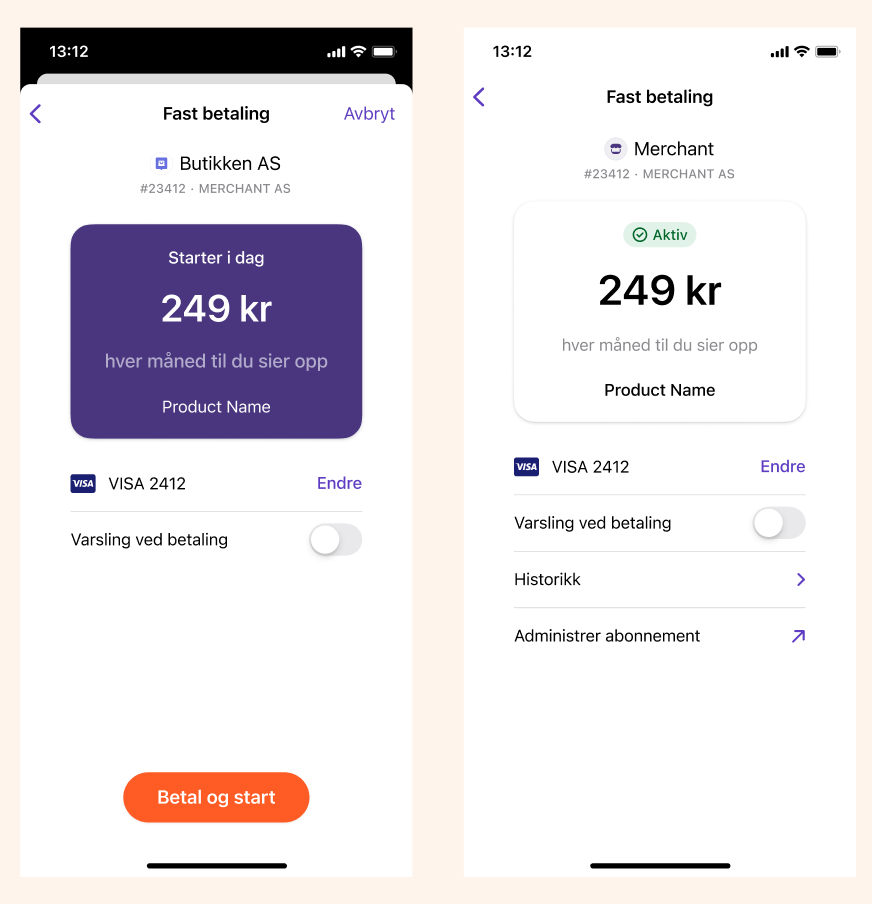 13:12
Fast betaling
Avbryt
Butikken AS
#23412 · MERCHANT AS
Starter i dag
249 kr
hver måned til du sier opp
Product Name
VISA
VISA 2412
Endre
Varsling ved betaling
Betal og start
13:12
Fast betaling
Merchant
#23412 · MERCHANT AS
Aktiv
249 kr
hver måned til du sier opp
Product Name
VISA
VISA 2412
Endre
Varsling ved betaling
Historikk
Administrer abonnement